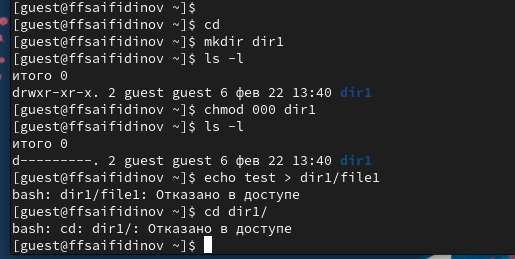 [guest@ffsaifidinov ~]$
[guest@ffsaifidinov ~]$ cd
[guest@ffsaifidinov ~]$ mkdir dir1
[guest@ffsaifidinov ~]$ ls -l
итого 0
drwxr-xr-x. 2 guest guest 6 фев 22 13:40 dir1
[guest@ffsaifidinov ~]$ chmod 000 dir1
[guest@ffsaifidinov ~]$ ls -l
итого 0
d---------. 2 guest guest 6 фев 22 13:40 dir1
[guest@ffsaifidinov ~]$ echo test > dir1/file1
bash: dir1/file1: Отказано в доступе
[guest@ffsaifidinov ~]$ cd dir1/
bash: cd: dir1/: Отказано в доступе
[guest@ffsaifidinov ~]$